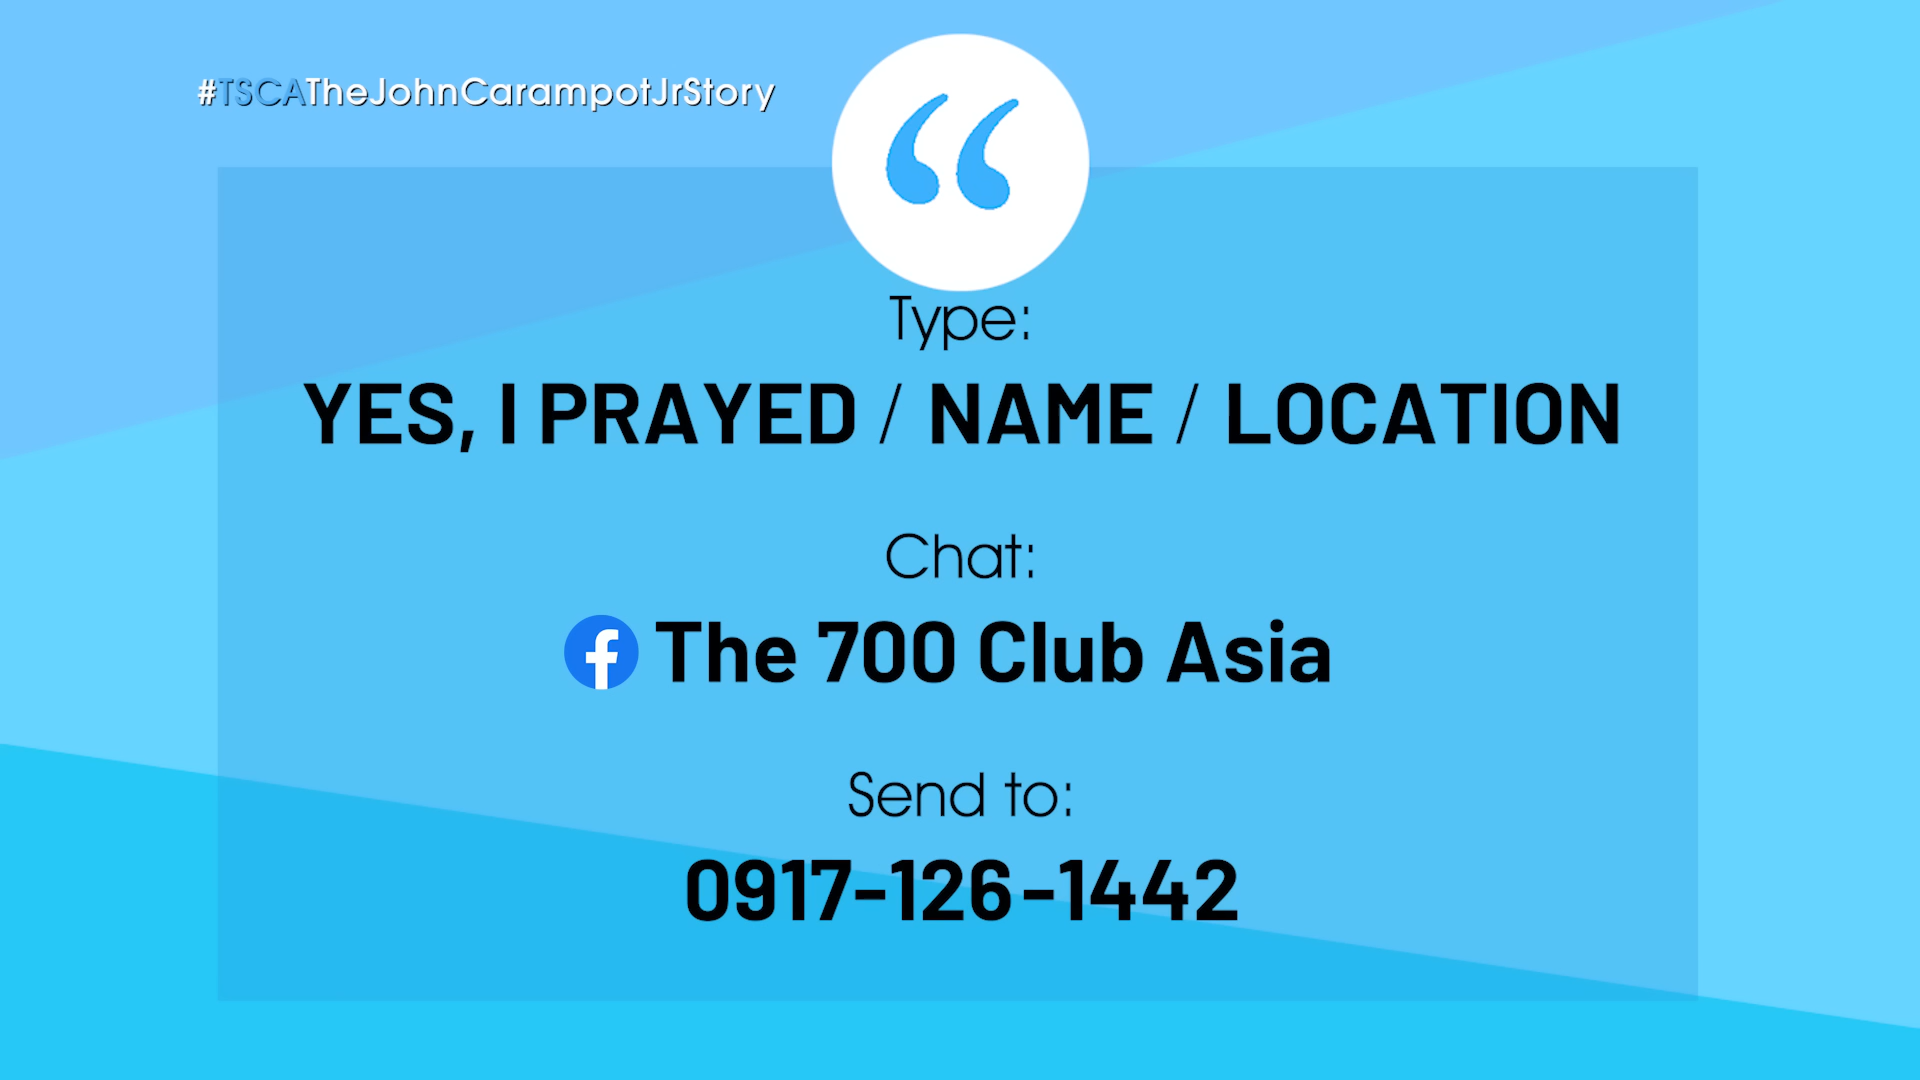 #TSCATheJohnCarampotJrStory
“
Type:
YES, I PRAYED / NAME / LOCATION
Chat:
The 700 Club Asia
Send to:
0917-126-1442